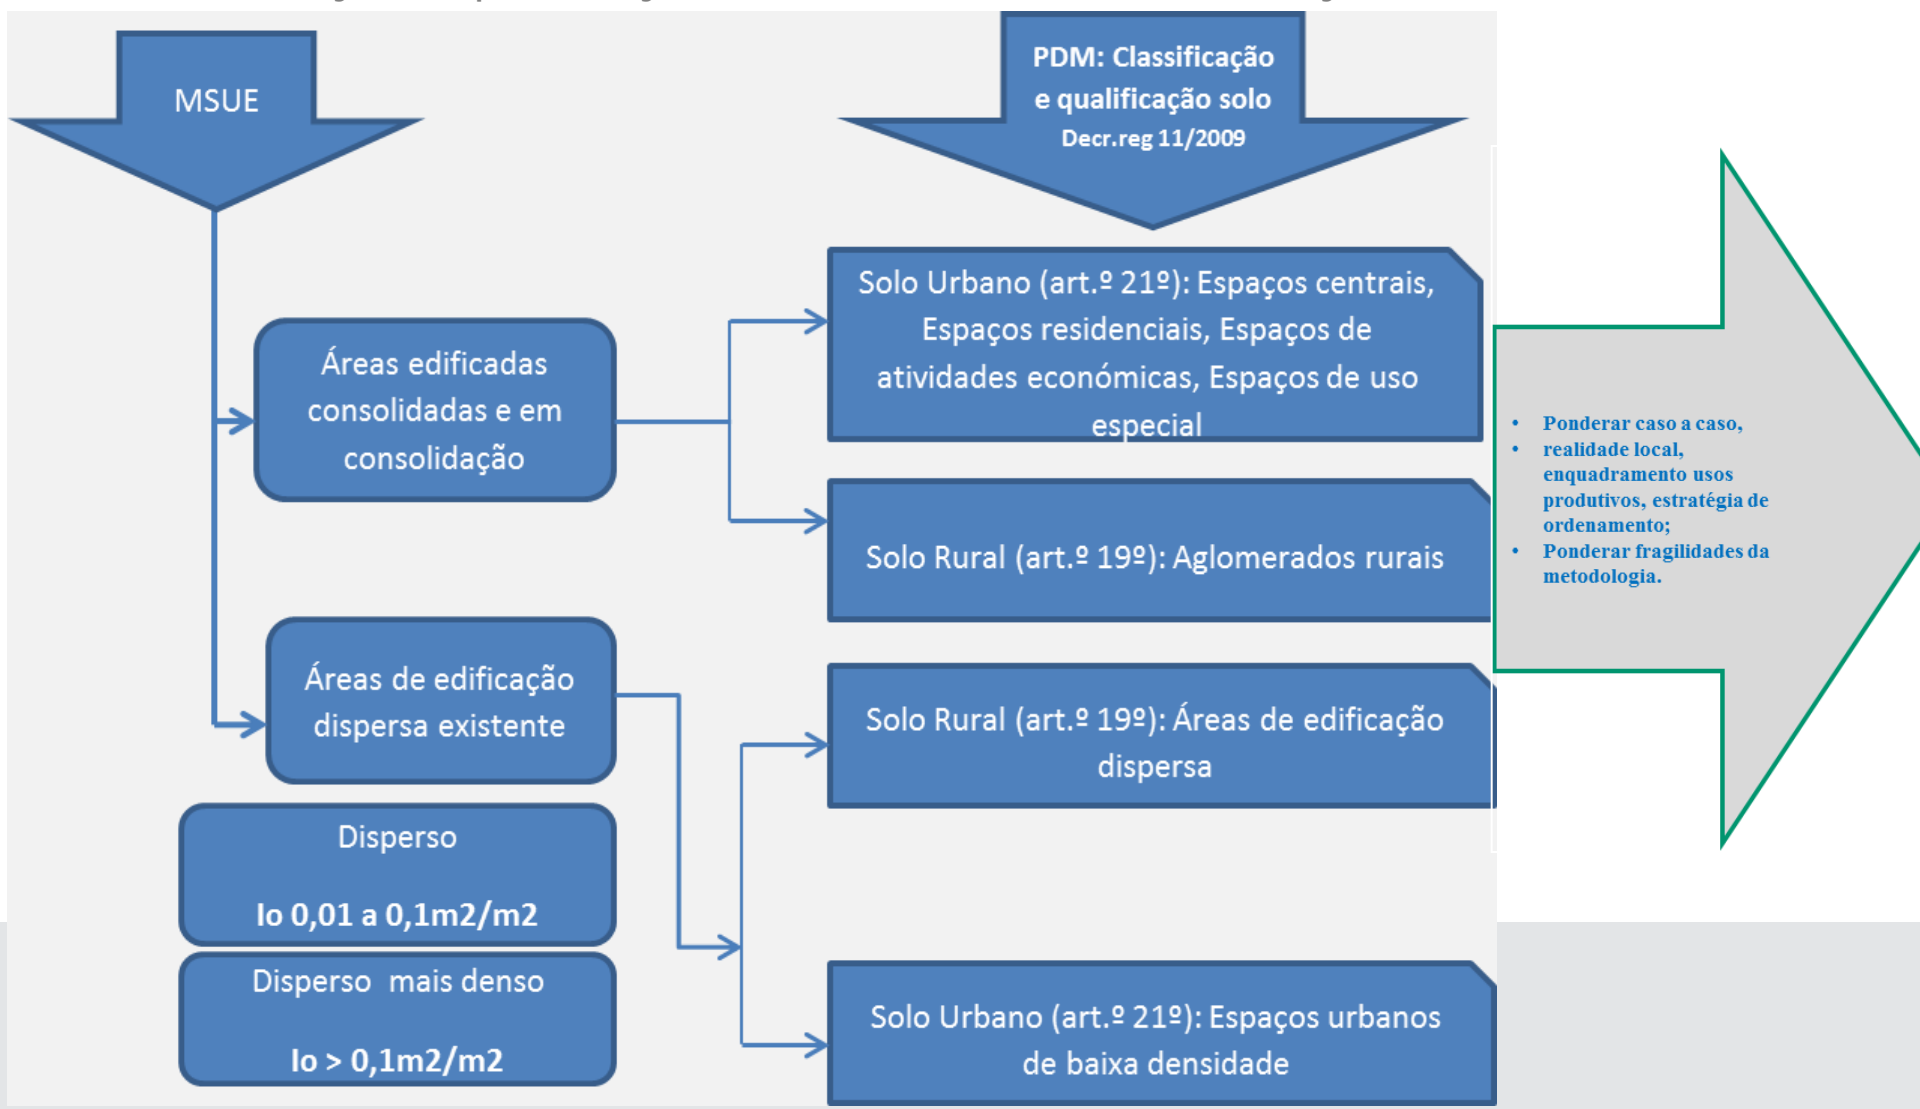 MSUE
PDM: Classificação
e qualificação solo
Decr.reg 11/2009
Solo Urbano (art.º 21º): Espaços centrais,
Espaços residenciais, Espaços de
atividades económicas, Espaços de uso
especial
Áreas edificadas
consolidadas e em
consolidação
Solo Rural (art.º 19º): Aglomerados rurais
• Ponderar caso a caso,
• realidade local,
enquadramento usos
produtivos, estratégia de
ordenamento;
• Ponderar fragilidades da
metodologia.
Áreas de edificação
dispersa existente
Solo Rural (art.º 19º): Áreas de edificação
dispersa
Disperso
Io 0,01 a 0,1m2/m2
Disperso mais denso
Io > 0,1m2/m2
Solo Urbano (art.º 21º): Espaços urbanos
de baixa densidade